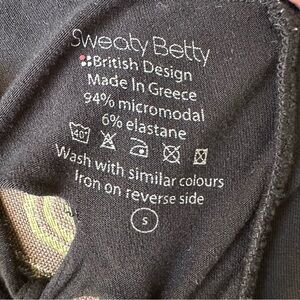 Sweaty Betty
British Design
Made In Greece
94% micromodal
6% elastane
40°
Wash with similar colours
Iron on reverse side
S